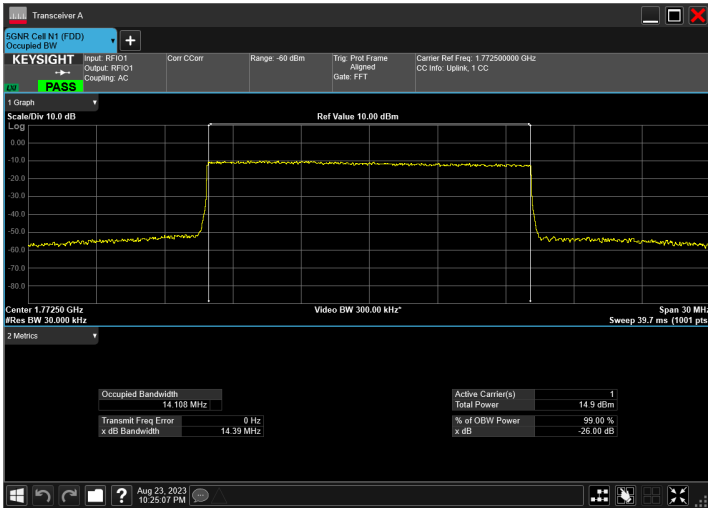 Transceiver A
5GNR Cell N1 (FDD)
Occupied BW
KEYSIGHT
PASS
Input: RFIO1
Output: RFIO1
Coupling: AC
Corr CCorr
Range: -60 dBm
Trig: Prot Frame
Aligned
Gate: FFT
Carrier Ref Freq: 1.772500000 GHz
CC Info: Uplink, 1 CC
1 Graph
Scale/Div 10.0 dB
Ref Value 10.00 dBm
Log
0.00
-10.0
-20.0
-30.0
-40.0
-50.0
-60.0
-70.0
-80.0
Center 1.77250 GHz
#Res BW 30.000 kHz
Video BW 300.00 kHz*
Span 30 MHz
Sweep 39.7 ms (1001 pts
2 Metrics
Occupied Bandwidth
14.108 MHz
Transmit Freq Error 0 Hz
x dB Bandwidth 14.39 MHz
Active Carrier(s) 1
Total Power 14.9 dBm
% of OBW Power 99.00 %
x dB -26.00 dB
?
Aug 23, 2023
10:25:07 PM